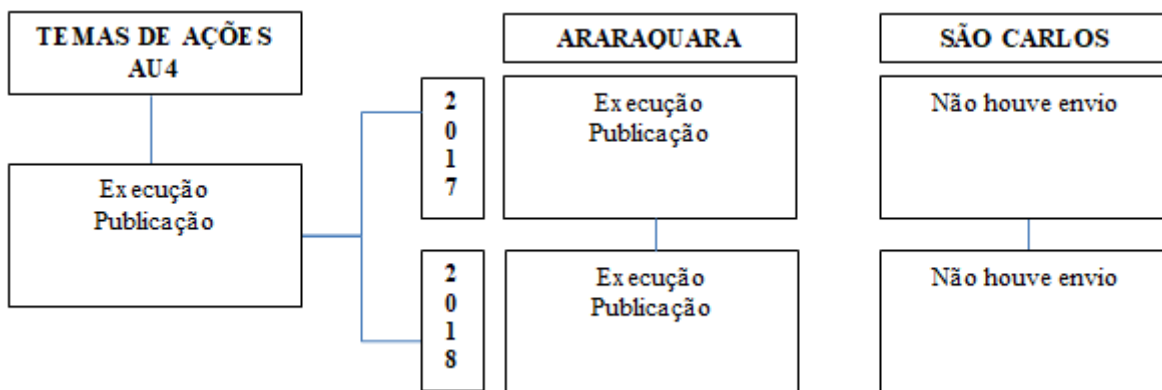 TEMAS DE AÇÕES
AU4
ARARAQUARA
SÃO CARLOS
Execução
Publicação
2
0
1
7
Execução
Publicação
Não houve envio
2
0
1
8
Execução
Publicação
Não houve envio